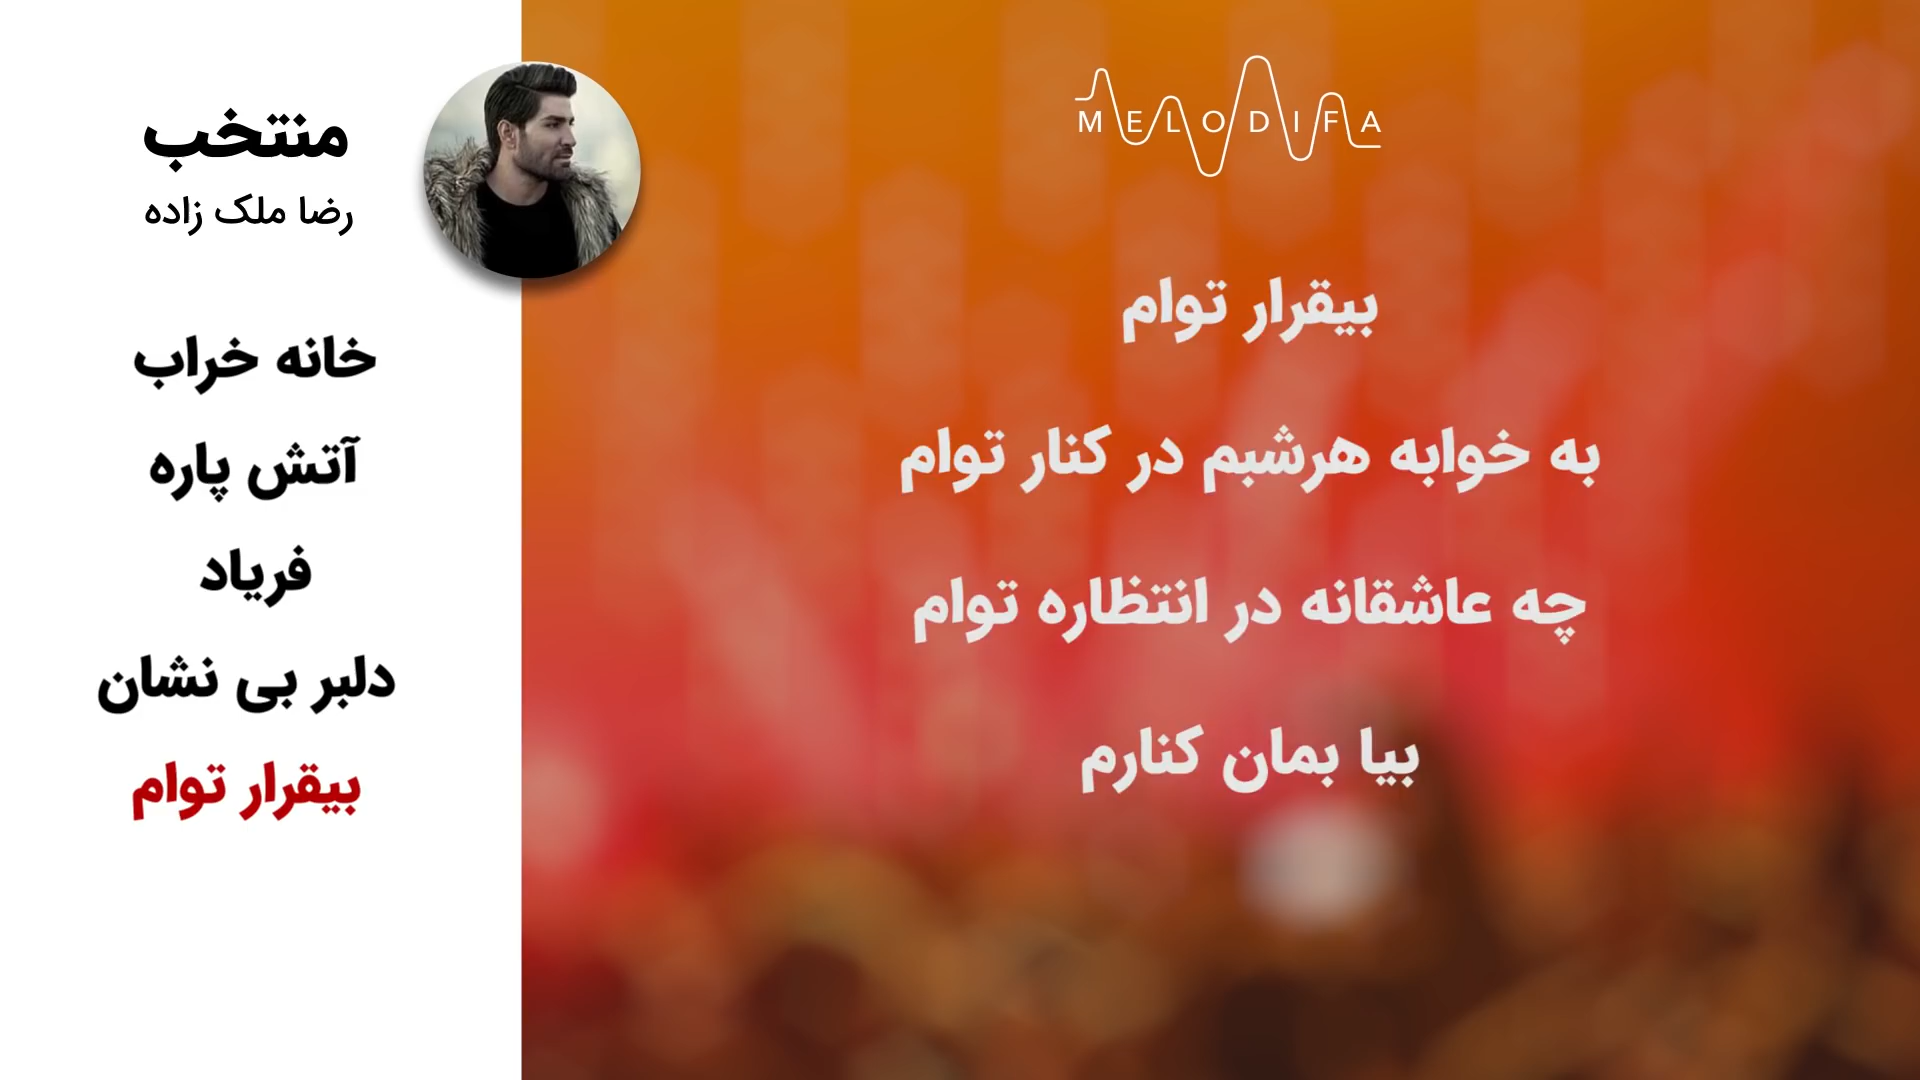 منتخب
رضا ملک زاده
خانه خراب
آتش پاره
فریاد
دلبر بی نشان
بیقرار توام
MELODIFA
بیقرار توام
به خوابه هرشبم در کنار توام
چه عاشقانه در انتظاره توام
بیا بمان کنارم